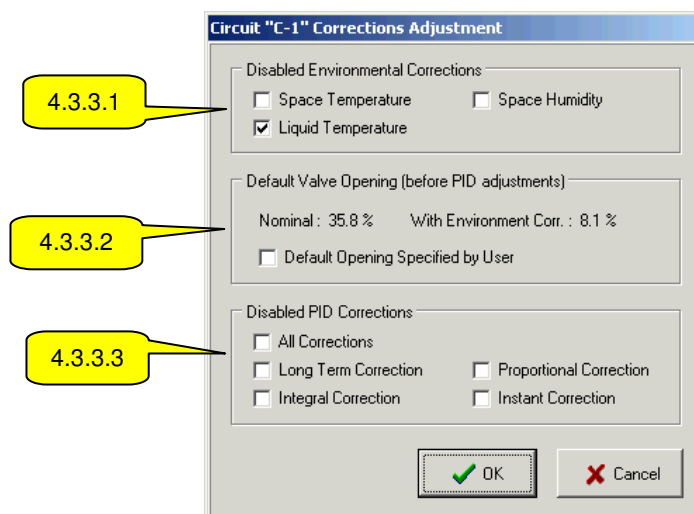 Circuit "C-1" Corrections Adjustment
4.3.3.1
Disabled Environmental Corrections
Space Temperature Space Humidity
Liquid Temperature
4.3.3.2
Default Valve Opening (before PID adjustments)
Nominal : 35.8 % With Environment Corr. : 8.1 %
Default Opening Specified by User
4.3.3.3
Disabled PID Corrections
All Corrections
Long Term Correction Proportional Correction
Integral Correction Instant Correction
OK Cancel